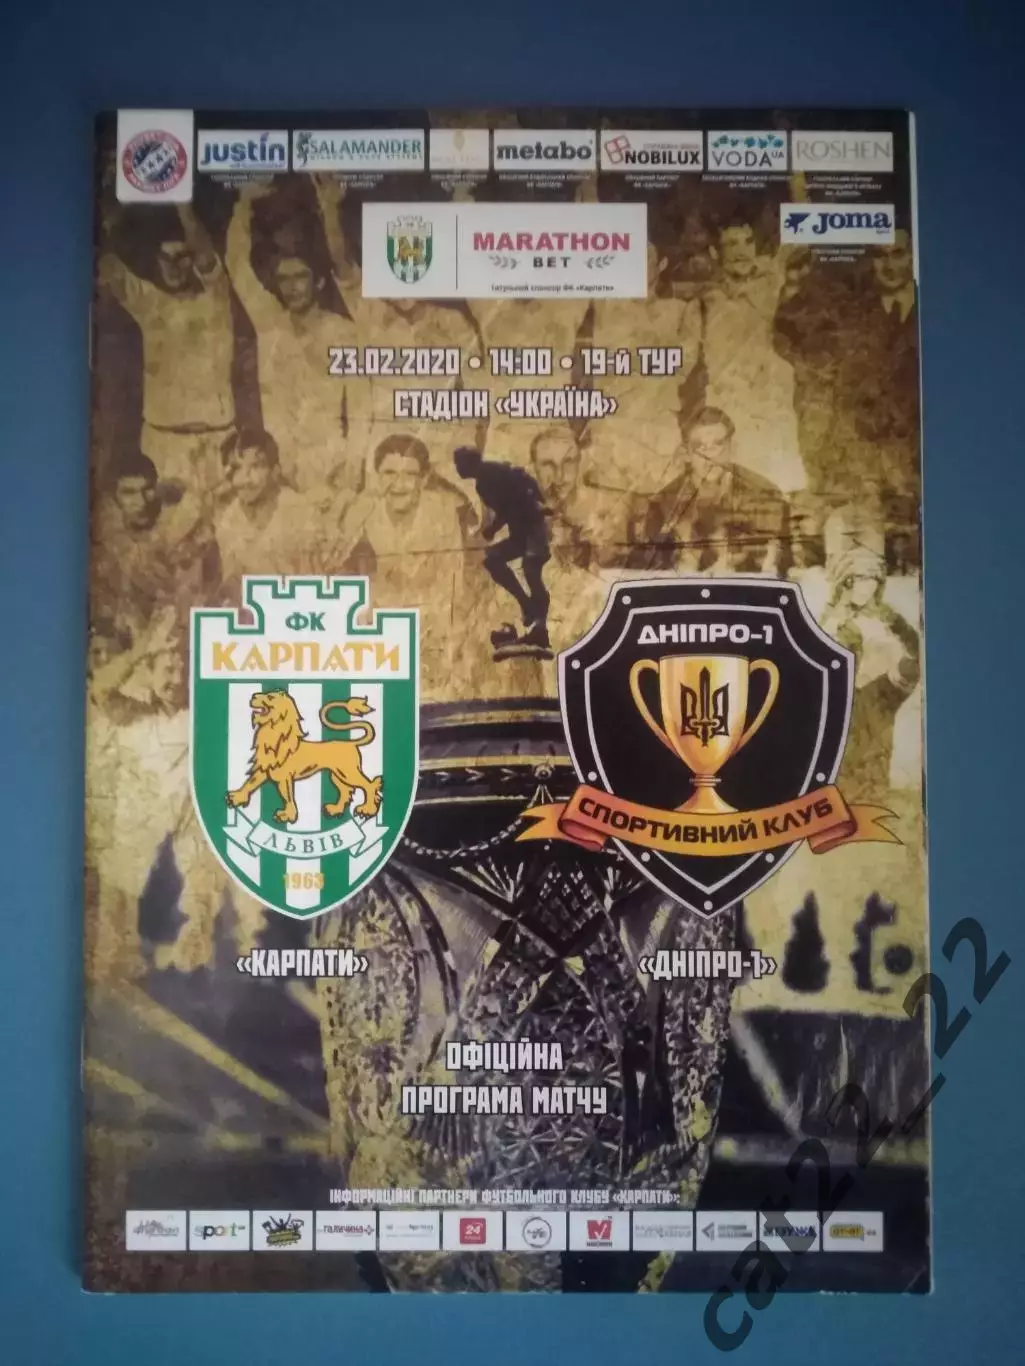 justin
SALAMANDER
metabo
NOBILUX
VODA UA
ROSHEN
JOMA
MARATHON
BET
Титульний спонсор ФК «Карпати»
23.02.2020 • 14:00 • 19-й ТУР
СТАДІОН «УКРАЇНА»
ФК
КАРПАТИ
ЛЬВІВ
1963
ДНІПРО-1
СПОРТИВНИЙ КЛУБ
«КАРПАТИ»
«ДНІПРО-1»
ОФІЦІЙНА
ПРОГРАМА МАТЧУ
ІНФОРМАЦІЙНІ ПАРТНЕРИ ФУТБОЛЬНОГО КЛУБУ «КАРПАТИ»:
sport
ГАЛИЧИНА
24
cat22_22